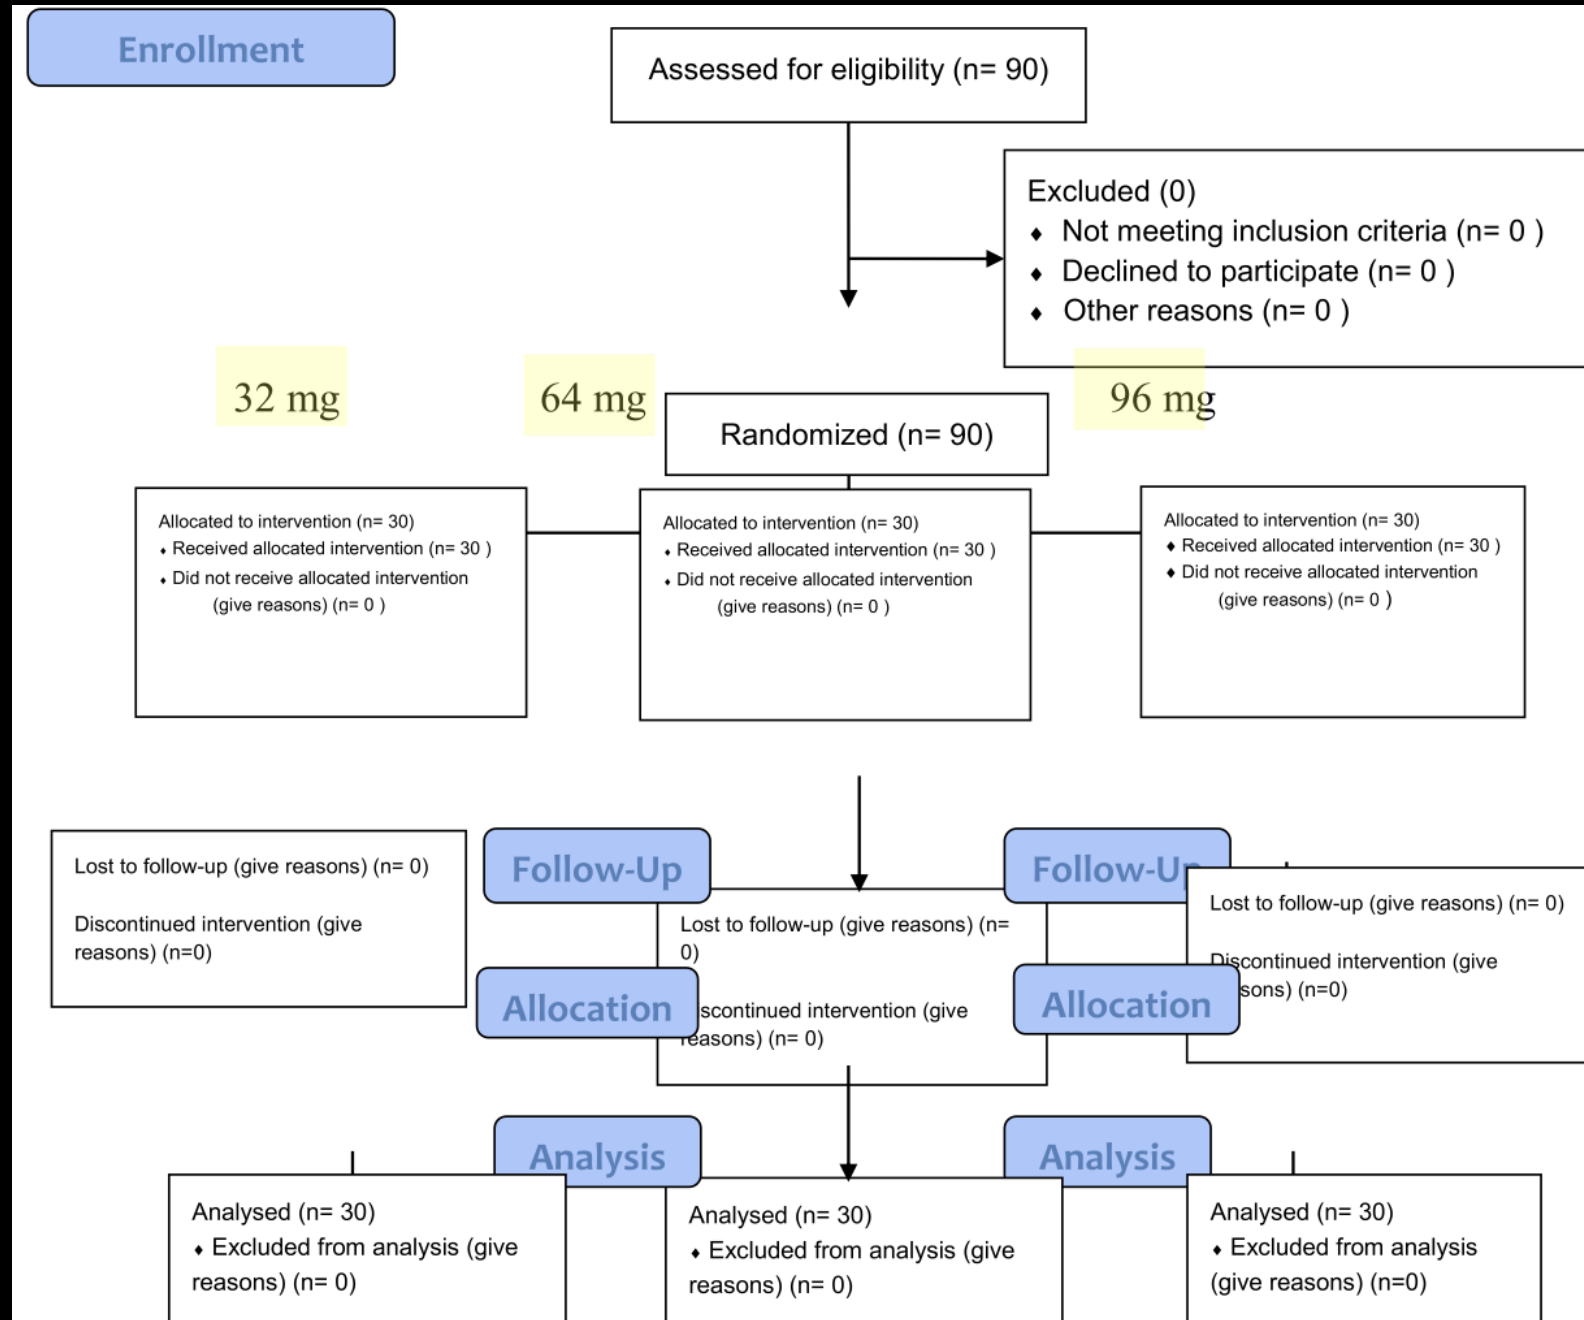 Enrollment
Assessed for eligibility (n= 90)
Excluded (0)
♦ Not meeting inclusion criteria (n= 0 )
♦ Declined to participate (n= 0 )
♦ Other reasons (n= 0 )
32 mg
64 mg
96 mg
Randomized (n= 90)
Allocated to intervention (n= 30)
♦ Received allocated intervention (n= 30 )
♦ Did not receive allocated intervention
(give reasons) (n= 0 )
Allocated to intervention (n= 30)
♦ Received allocated intervention (n= 30 )
♦ Did not receive allocated intervention
(give reasons) (n= 0 )
Allocated to intervention (n= 30)
♦ Received allocated intervention (n= 30 )
♦ Did not receive allocated intervention
(give reasons) (n= 0 )
Lost to follow-up (give reasons) (n= 0)
Discontinued intervention (give
reasons) (n=0)
Follow-Up
Lost to follow-up (give reasons) (n=
0)
scontinued intervention (give
reasons) (n= 0)
Follow-Up
Lost to follow-up (give reasons) (n= 0)
Discontinued intervention (give
sons) (n=0)
Allocation
Allocation
Analysis
Analysis
Analysed (n= 30)
♦ Excluded from analysis (give
reasons) (n= 0)
Analysed (n= 30)
♦ Excluded from analysis (give
reasons) (n= 0)
Analysed (n= 30)
♦ Excluded from analysis
(give reasons) (n=0)